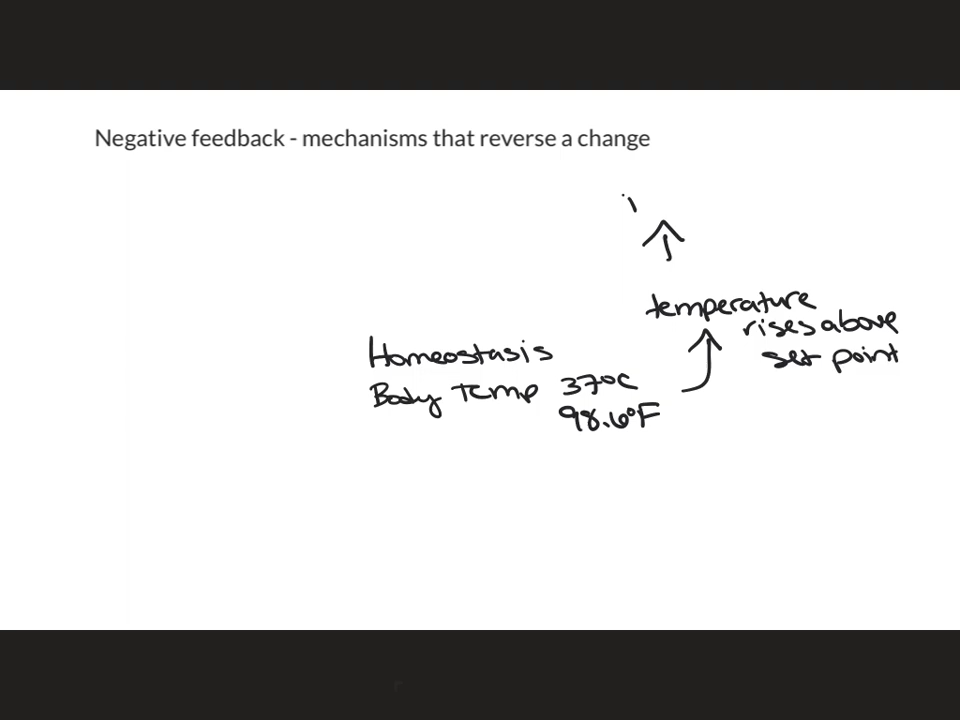 Negative feedback - mechanisms that reverse a change
temperature
rises above
set point
Homeostasis
Body Temp 37°C
98.6°F